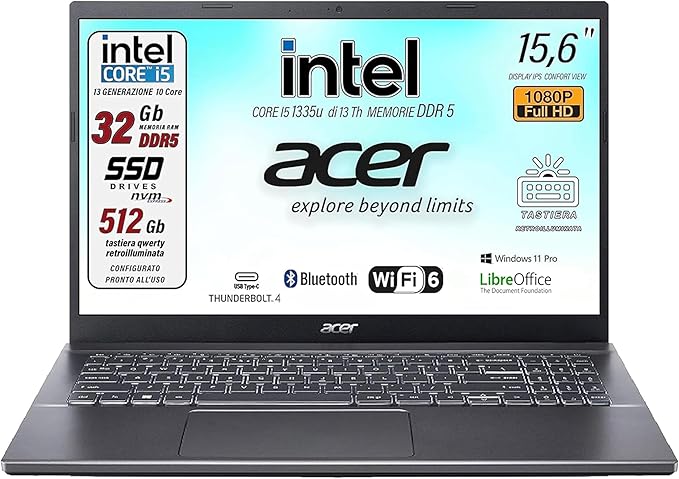 intel
CORE™ i5
13 GENERAZIONE 10 Core
32 Gb
MEMORIA RAM
DDR5
SSD
DRIVES
nvm
EXPRESS
512 Gb
tastiera qwerty
retroilluminata
CONFIGURATO
PRONTO ALL'USO
intel
CORE I5 1335u di 13 Th MEMORIE DDR 5
acer
explore beyond limits
15,6"
DISPLAY IPS CONFORT VIEW
1080P
Full HD
TASTIERA
RETROILLUMINATA
Windows 11 Pro
LibreOffice
The Document Foundation
USB Type-C
THUNDERBOLT. 4
Bluetooth
WiFi 6
acer